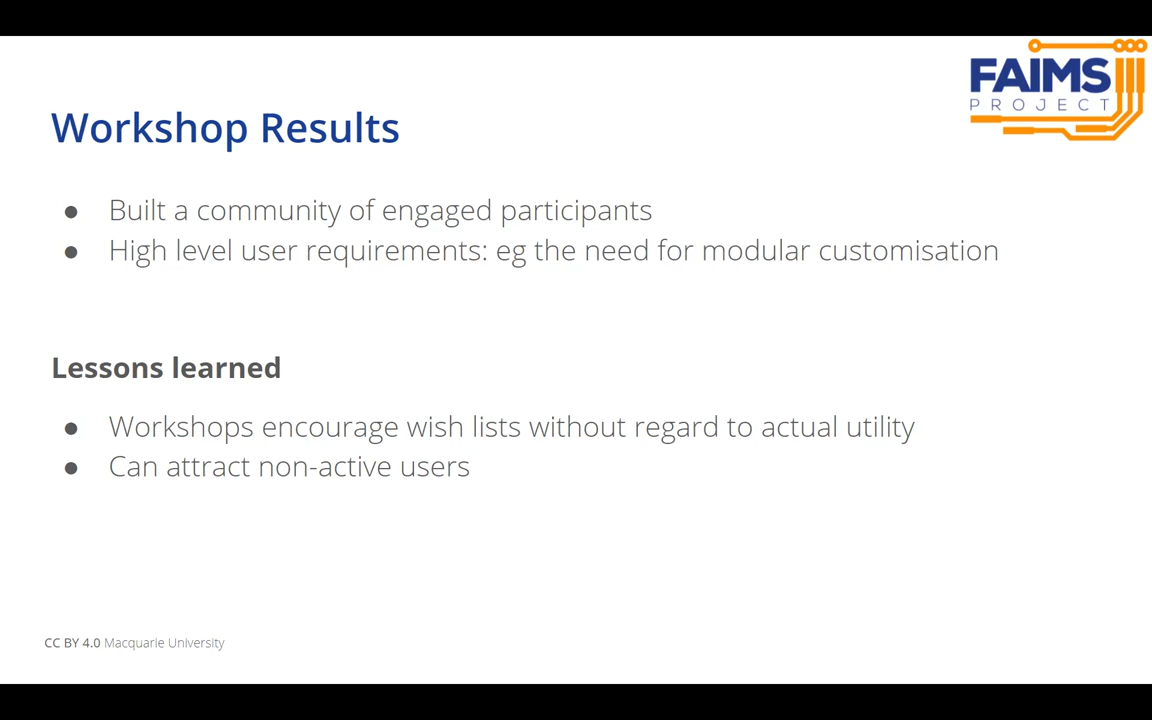 FAIMS
PROJECT
Workshop Results
● Built a community of engaged participants
● High level user requirements: eg the need for modular customisation
Lessons learned
● Workshops encourage wish lists without regard to actual utility
● Can attract non-active users
CC BY 4.0 Macquarie University